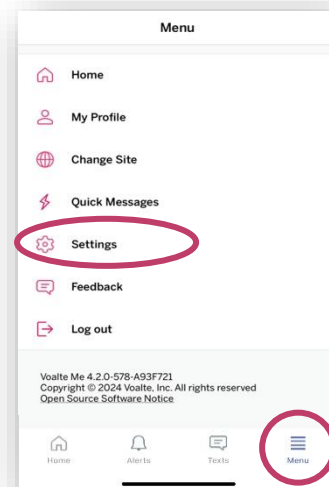 Menu
Home
My Profile
Change Site
Quick Messages
Settings
Feedback
Log out
Voalte Me 4.2.0-578-A93F721
Copyright © 2024 Voalte, Inc. All rights reserved
Open Source Software Notice
Home Alerts Texts Menu